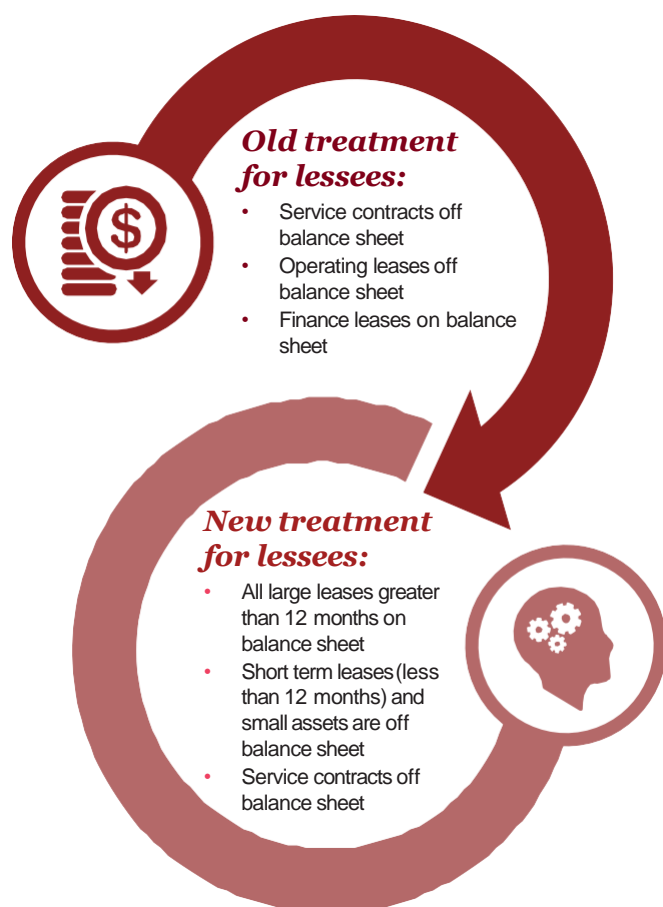 Old treatment
for lessees:
• Service contracts off
balance sheet
• Operating leases off
balance sheet
• Finance leases on balance
sheet
$
New treatment
for lessees:
• All large leases greater
than 12 months on
balance sheet
• Short term leases (less
than 12 months) and
small assets are off
balance sheet
• Service contracts off
balance sheet